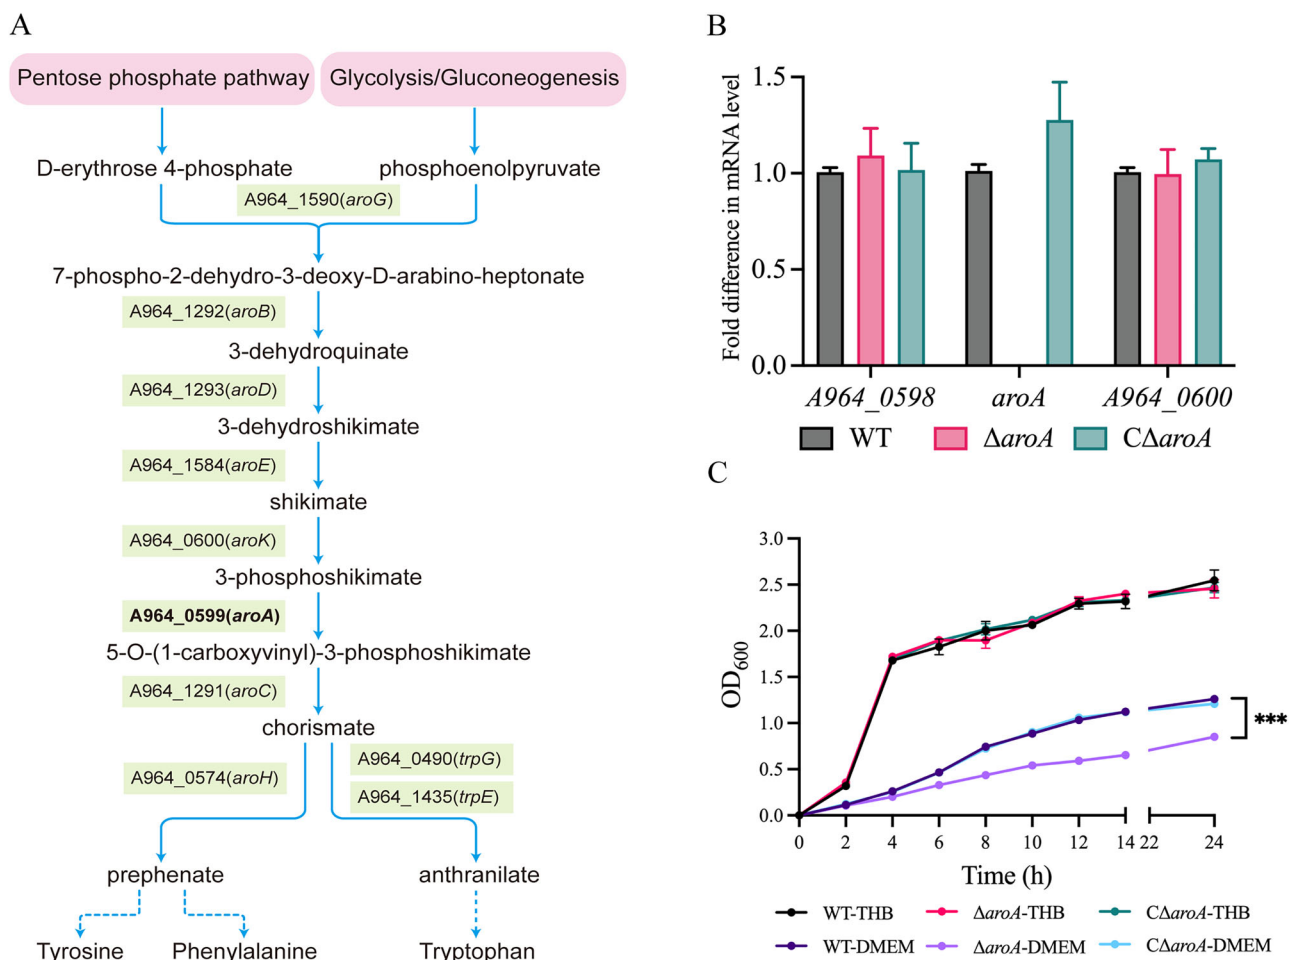 A
Pentose phosphate pathway
Glycolysis/Gluconeogenesis
D-erythrose 4-phosphate
phosphoenolpyruvate
A964_1590(aroG)
7-phospho-2-dehydro-3-deoxy-D-arabino-heptonate
A964_1292(aroB)
3-dehydroquinate
A964_1293(aroD)
3-dehydroshikimate
A964_1584(aroE)
shikimate
A964_0600(aroK)
3-phosphoshikimate
A964_0599(aroA)
5-O-(1-carboxyvinyl)-3-phosphoshikimate
A964_1291(aroC)
chorismate
A964_0574(aroH)
A964_0490(trpG)
A964_1435(trpE)
prephenate
anthranilate
Tyrosine
Phenylalanine
Tryptophan
B
Fold difference in mRNA level
1.5
1.0
0.5
0.0
A964_0598
aroA
A964_0600
WT
ΔaroA
CΔaroA
C
OD600
3.0
2.5
2.0
1.5
1.0
0.5
0.0
***
0 2 4 6 8 10 12 14 22 24
Time (h)
WT-THB
ΔaroA-THB
CΔaroA-THB
WT-DMEM
ΔaroA-DMEM
CΔaroA-DMEM